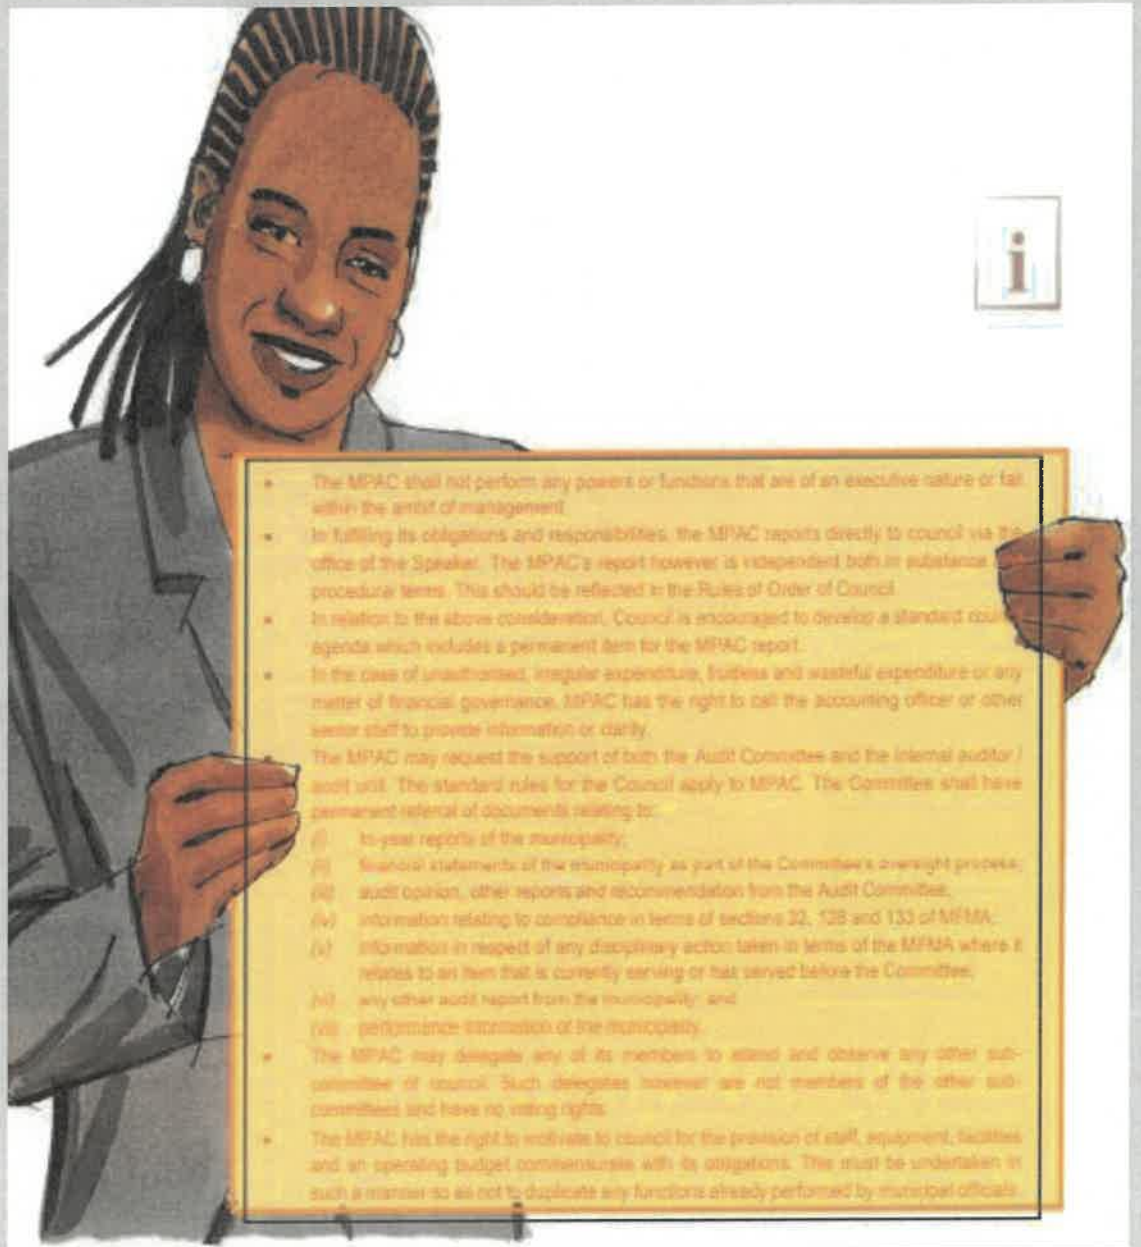 i
• The MPAC shall not perform any powers or functions that are of an executive nature or fall
within the ambit of management.
• In fulfilling its obligations and responsibilities, the MPAC reports directly to council via the
office of the Speaker. The MPAC's report however is independent both in substance
procedural terms. This should be reflected in the Rules of Order of Council.
• In relation to the above consideration, Council is encouraged to develop a standard
agenda which includes a permanent item for the MPAC report.
• In the case of unauthorised, irregular expenditure, fruitless and wasteful expenditure or any
matter of financial governance, MPAC has the right to call the accounting officer or other
senior staff to provide information or clarity.
The MPAC may request the support of both the Audit Committee and the internal auditor /
audit unit. The standard rules for the Council apply to MPAC. The Committee shall have
permanent referral of documents relating to:
(i) In-year reports of the municipality;
(ii) financial statements of the municipality as part of the Committee's oversight process;
(iii) audit opinion, other reports and recommendation from the Audit Committee;
(iv) information relating to compliance in terms of sections 32, 128 and 133 of MFMA;
(v) information in respect of any disciplinary action taken in terms of the MFMA where it
relates to an item that is currently serving or has served before the Committee;
(vi) any other audit report from the municipality; and
(vii) performance information of the municipality.
• The MPAC may delegate any of its members to attend and observe any other sub-
committee of council. Such delegates however are not members of the other sub-
committees and have no voting rights.
• The MPAC has the right to motivate to council for the provision of staff, equipment, facilities
and an operating budget commensurate with its obligations. This must be undertaken in
such a manner so as not to duplicate any functions already performed by municipal officials.